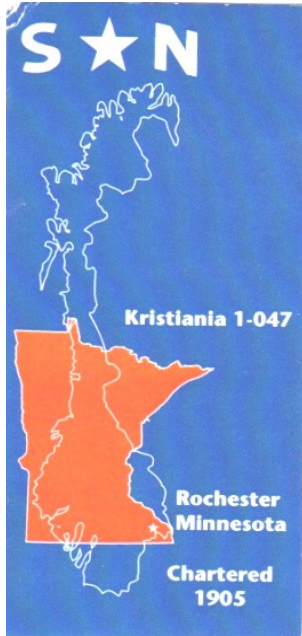 S ★ N
Kristiania 1-047
Rochester
Minnesota
Chartered
1905